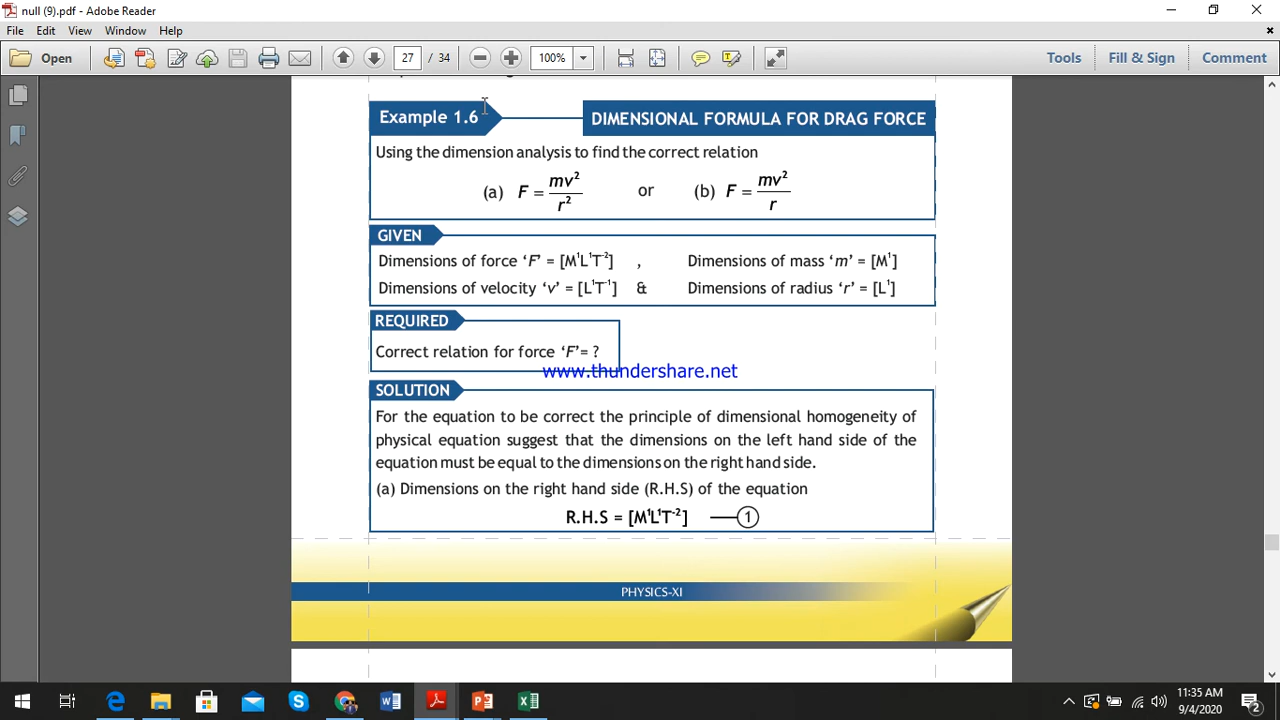 null (9).pdf - Adobe Reader
File Edit View Window Help
Open 27 / 34 100% Tools Fill & Sign Comment
Example 1.6 DIMENSIONAL FORMULA FOR DRAG FORCE
Using the dimension analysis to find the correct relation
(a) F = mv²/r² or (b) F = mv²/r
GIVEN
Dimensions of force ‘F’ = [M¹L¹T⁻²] , Dimensions of mass ‘m’ = [M¹]
Dimensions of velocity ‘v’ = [L¹T⁻¹] & Dimensions of radius ‘r’ = [L¹]
REQUIRED
Correct relation for force ‘F’= ?
www.thundershare.net
SOLUTION
For the equation to be correct the principle of dimensional homogeneity of
physical equation suggest that the dimensions on the left hand side of the
equation must be equal to the dimensions on the right hand side.
(a) Dimensions on the right hand side (R.H.S) of the equation
R.H.S = [M¹L¹T⁻²] —①
PHYSICS-XI
11:35 AM
9/4/2020
2